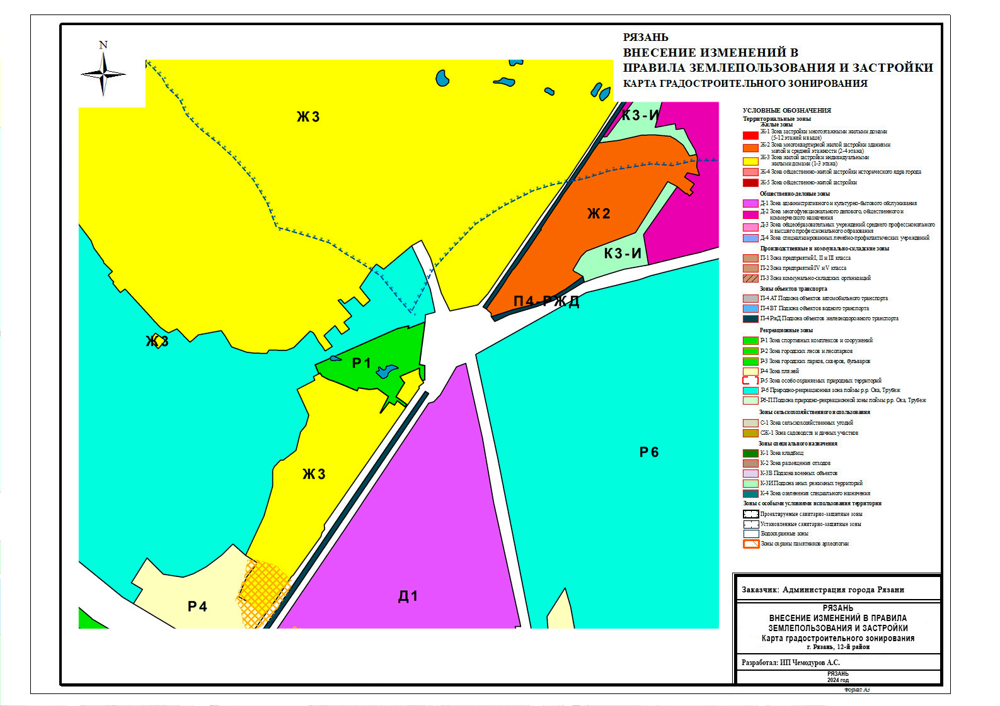 N
РЯЗАНЬ
ВНЕСЕНИЕ ИЗМЕНЕНИЙ В
ПРАВИЛА ЗЕМЛЕПОЛЬЗОВАНИЯ И ЗАСТРОЙКИ
КАРТА ГРАДОСТРОИТЕЛЬНОГО ЗОНИРОВАНИЯ
Ж3
К3-И
Ж2
К3-И
П4-РЖД
Ж3
Р1
Р6
Ж3
Д1
Р4
УСЛОВНЫЕ ОБОЗНАЧЕНИЯ
Территориальные зоны
Жилые зоны
Ж-1 Зона застройки многоэтажными жилыми домами
(5-12 этажей и выше)
Ж-2 Зона многоквартирной жилой застройки зданиями
малой и средней этажности (2-4 этажа)
Ж-3 Зона жилой застройки индивидуальными
жилыми домами (1-3 этажа)
Ж-4 Зона общественно-жилой застройки исторического ядра города
Ж-5 Зона общественно-жилой застройки
Общественно-деловые зоны
Д-1 Зона административного и культурно-бытового обслуживания
Д-2 Зона многофункционального делового, общественного и
коммерческого назначения
Д-3 Зона общеобразовательных учреждений среднего профессионального
и высшего профессионального образования
Д-4 Зона специализированных лечебно-профилактических учреждений
Производственные и коммунально-складские зоны
П-1 Зона предприятий I, II и III класса
П-2 Зона предприятий IV и V класса
П-3 Зона коммунально-складских организаций
Зоны объектов транспорта
П-4 АТ Подзона объектов автомобильного транспорта
П-4 ВТ Подзона объектов водного транспорта
П-4 РжД Подзона объектов железнодорожного транспорта
Рекреационные зоны
Р-1 Зона спортивных комплексов и сооружений
Р-2 Зона городских лесов и лесопарков
Р-3 Зона городских парков, скверов, бульваров
Р-4 Зона пляжей
Р-5 Зона особо охраняемых природных территорий
Р-6 Природно-рекреационная зона поймы р.р. Ока, Трубеж
Р6-П Подзона природно-рекреационной зоны поймы р.р. Ока, Трубеж
Зоны сельскохозяйственного использования
С-1 Зона сельскохозяйственных угодий
СЖ-1 Зона садоводств и дачных участков
Зоны специального назначения
К-1 Зона кладбищ
К-2 Зона размещения отходов
К-3В Подзона военных объектов
К-3И Подзона иных режимных территорий
К-4 Зона озеленения специального назначения
Зоны с особыми условиями использования территории
Проектируемые санитарно-защитные зоны
Установленные санитарно-защитные зоны
Водоохранные зоны
Зоны охраны памятников археологии
Заказчик: Администрация города Рязани
РЯЗАНЬ
ВНЕСЕНИЕ ИЗМЕНЕНИЙ В ПРАВИЛА
ЗЕМЛЕПОЛЬЗОВАНИЯ И ЗАСТРОЙКИ
Карта градостроительного зонирования
г. Рязань, 12-й район
Разработал: ИП Чемодуров А.С.
РЯЗАНЬ
2024 год
Формат А3